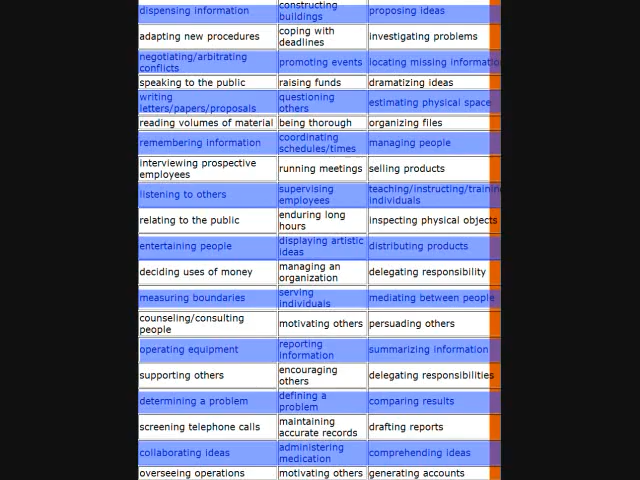 dispensing information constructing buildings proposing ideas
adapting new procedures coping with deadlines investigating problems
negotiating/arbitrating conflicts promoting events locating missing information
speaking to the public raising funds dramatizing ideas
writing letters/papers/proposals questioning others estimating physical space
reading volumes of material being thorough organizing files
remembering information coordinating schedules/times managing people
interviewing prospective employees running meetings selling products
listening to others supervising employees teaching/instructing/training individuals
relating to the public enduring long hours inspecting physical objects
entertaining people displaying artistic ideas distributing products
deciding uses of money managing an organization delegating responsibility
measuring boundaries serving individuals mediating between people
counseling/consulting people motivating others persuading others
operating equipment reporting information summarizing information
supporting others encouraging others delegating responsibilities
determining a problem defining a problem comparing results
screening telephone calls maintaining accurate records drafting reports
collaborating ideas administering medication comprehending ideas
overseeing operations motivating others generating accounts